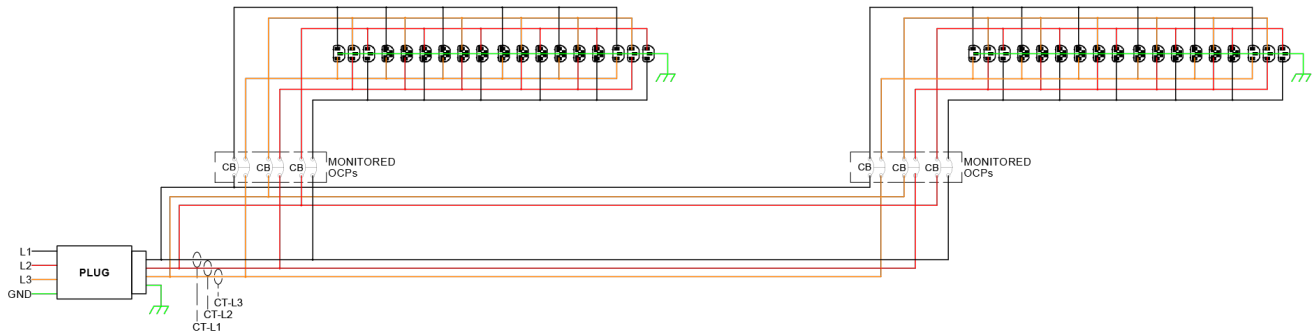 CB CB CB MONITORED
OCPs
CB CB CB MONITORED
OCPs
L1
L2
L3
GND
PLUG
CT-L3
CT-L2
CT-L1